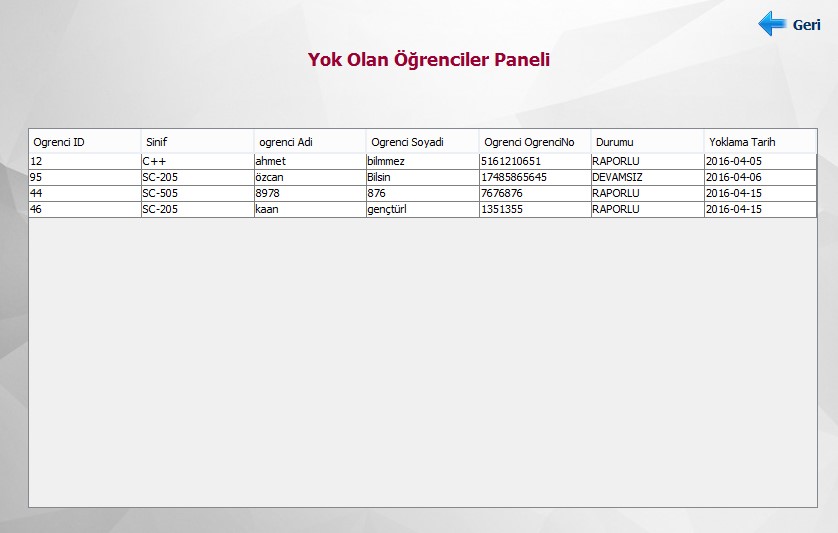 Geri
Yok Olan Öğrenciler Paneli
Ogrenci ID Sinif ogrenci Adi Ogrenci Soyadi Ogrenci OgrenciNo Durumu Yoklama Tarih
12 C++ ahmet bilmmez 5161210651 RAPORLU 2016-04-05
95 SC-205 özcan Bilsin 17485865645 DEVAMSIZ 2016-04-06
44 SC-505 8978 876 7676876 RAPORLU 2016-04-15
46 SC-205 kaan gençtürl 1351355 RAPORLU 2016-04-15